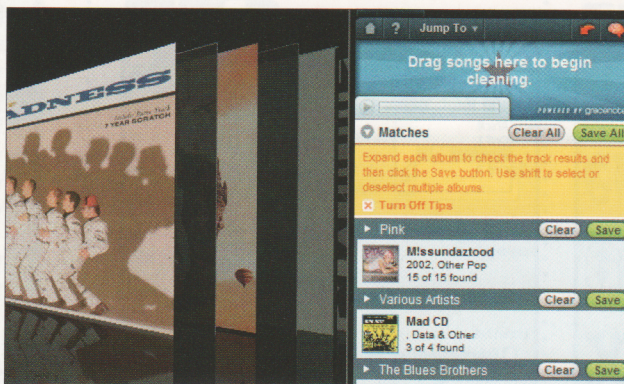 ADNESS
7 YEAR SCRATCH
? Jump To
Drag songs here to begin
cleaning.
POWERED BY gracenote
Matches Clear All Save All
Expand each album to check the track results and
then click the Save button. Use shift to select or
deselect multiple albums.
Turn Off Tips
Pink Clear Save
M!ssundaztood
2002, Other Pop
15 of 15 found
Various Artists Clear Save
Mad CD
, Data & Other
3 of 4 found
The Blues Brothers Clear Save